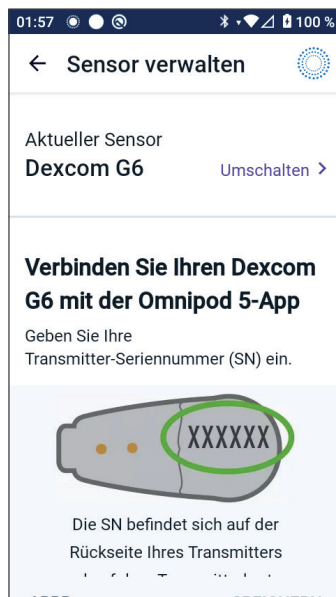 01:57 100 %
Sensor verwalten
Aktueller Sensor
Dexcom G6 Umschalten
Verbinden Sie Ihren Dexcom
G6 mit der Omnipod 5-App
Geben Sie Ihre
Transmitter-Seriennummer (SN) ein.
XXXXXX
Die SN befindet sich auf der
Rückseite Ihres Transmitters